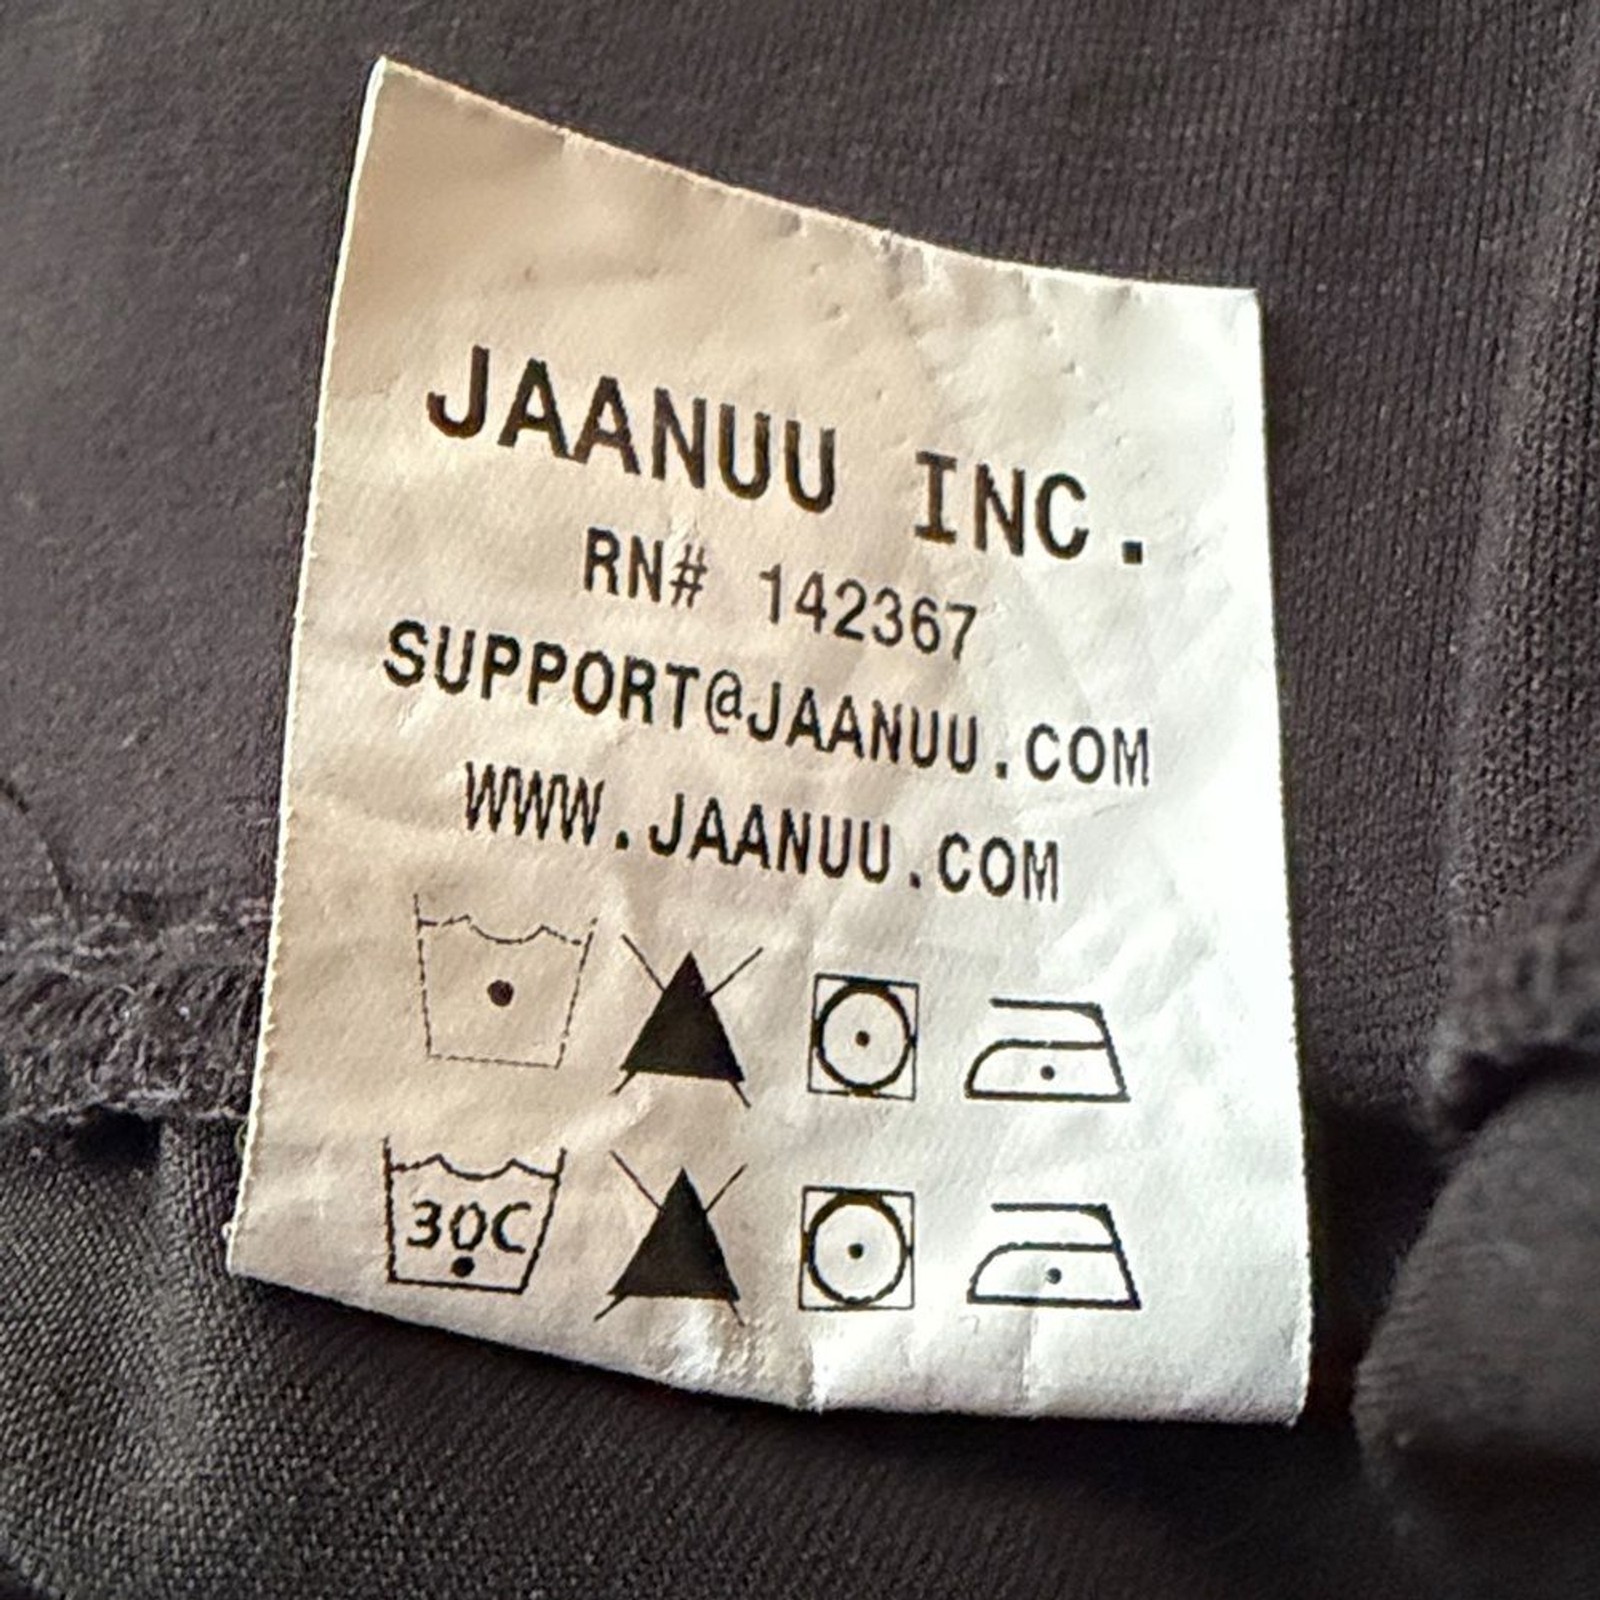 JAANUU INC.
RN# 142367
SUPPORT@JAANUU.COM
WWW.JAANUU.COM
30C